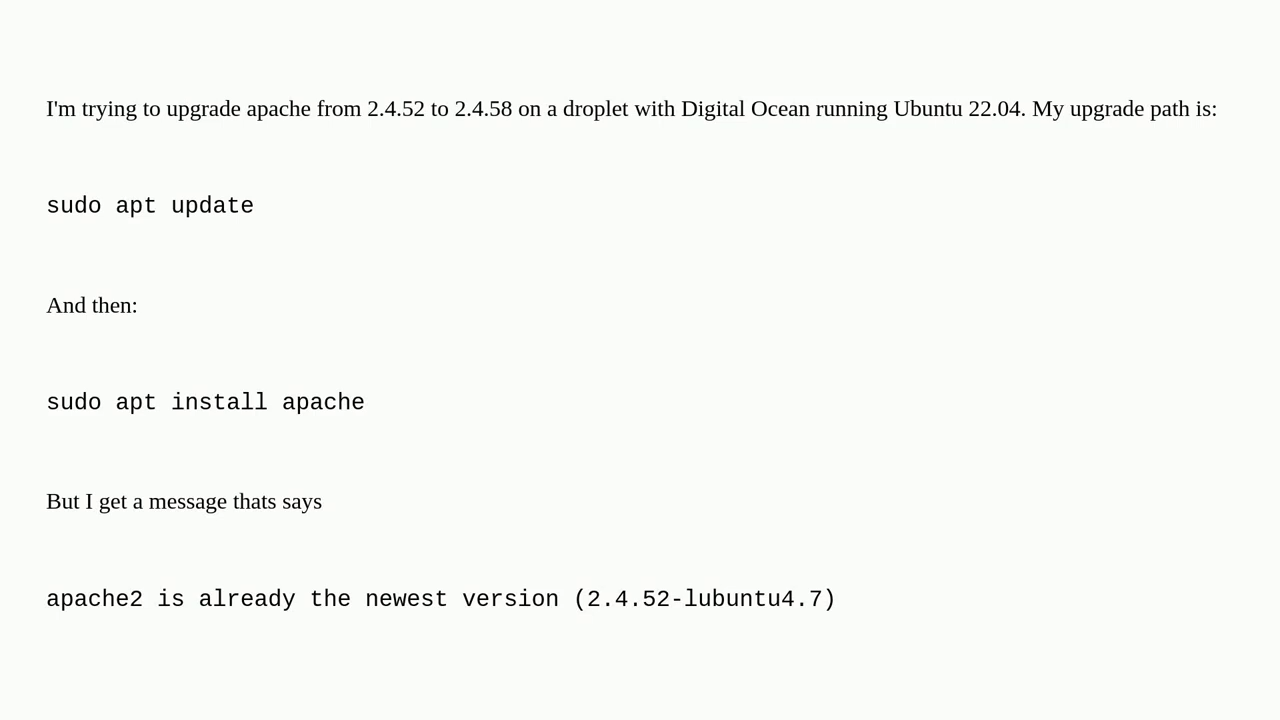 I'm trying to upgrade apache from 2.4.52 to 2.4.58 on a droplet with Digital Ocean running Ubuntu 22.04. My upgrade path is:
sudo apt update
And then:
sudo apt install apache
But I get a message thats says
apache2 is already the newest version (2.4.52-lubuntu4.7)